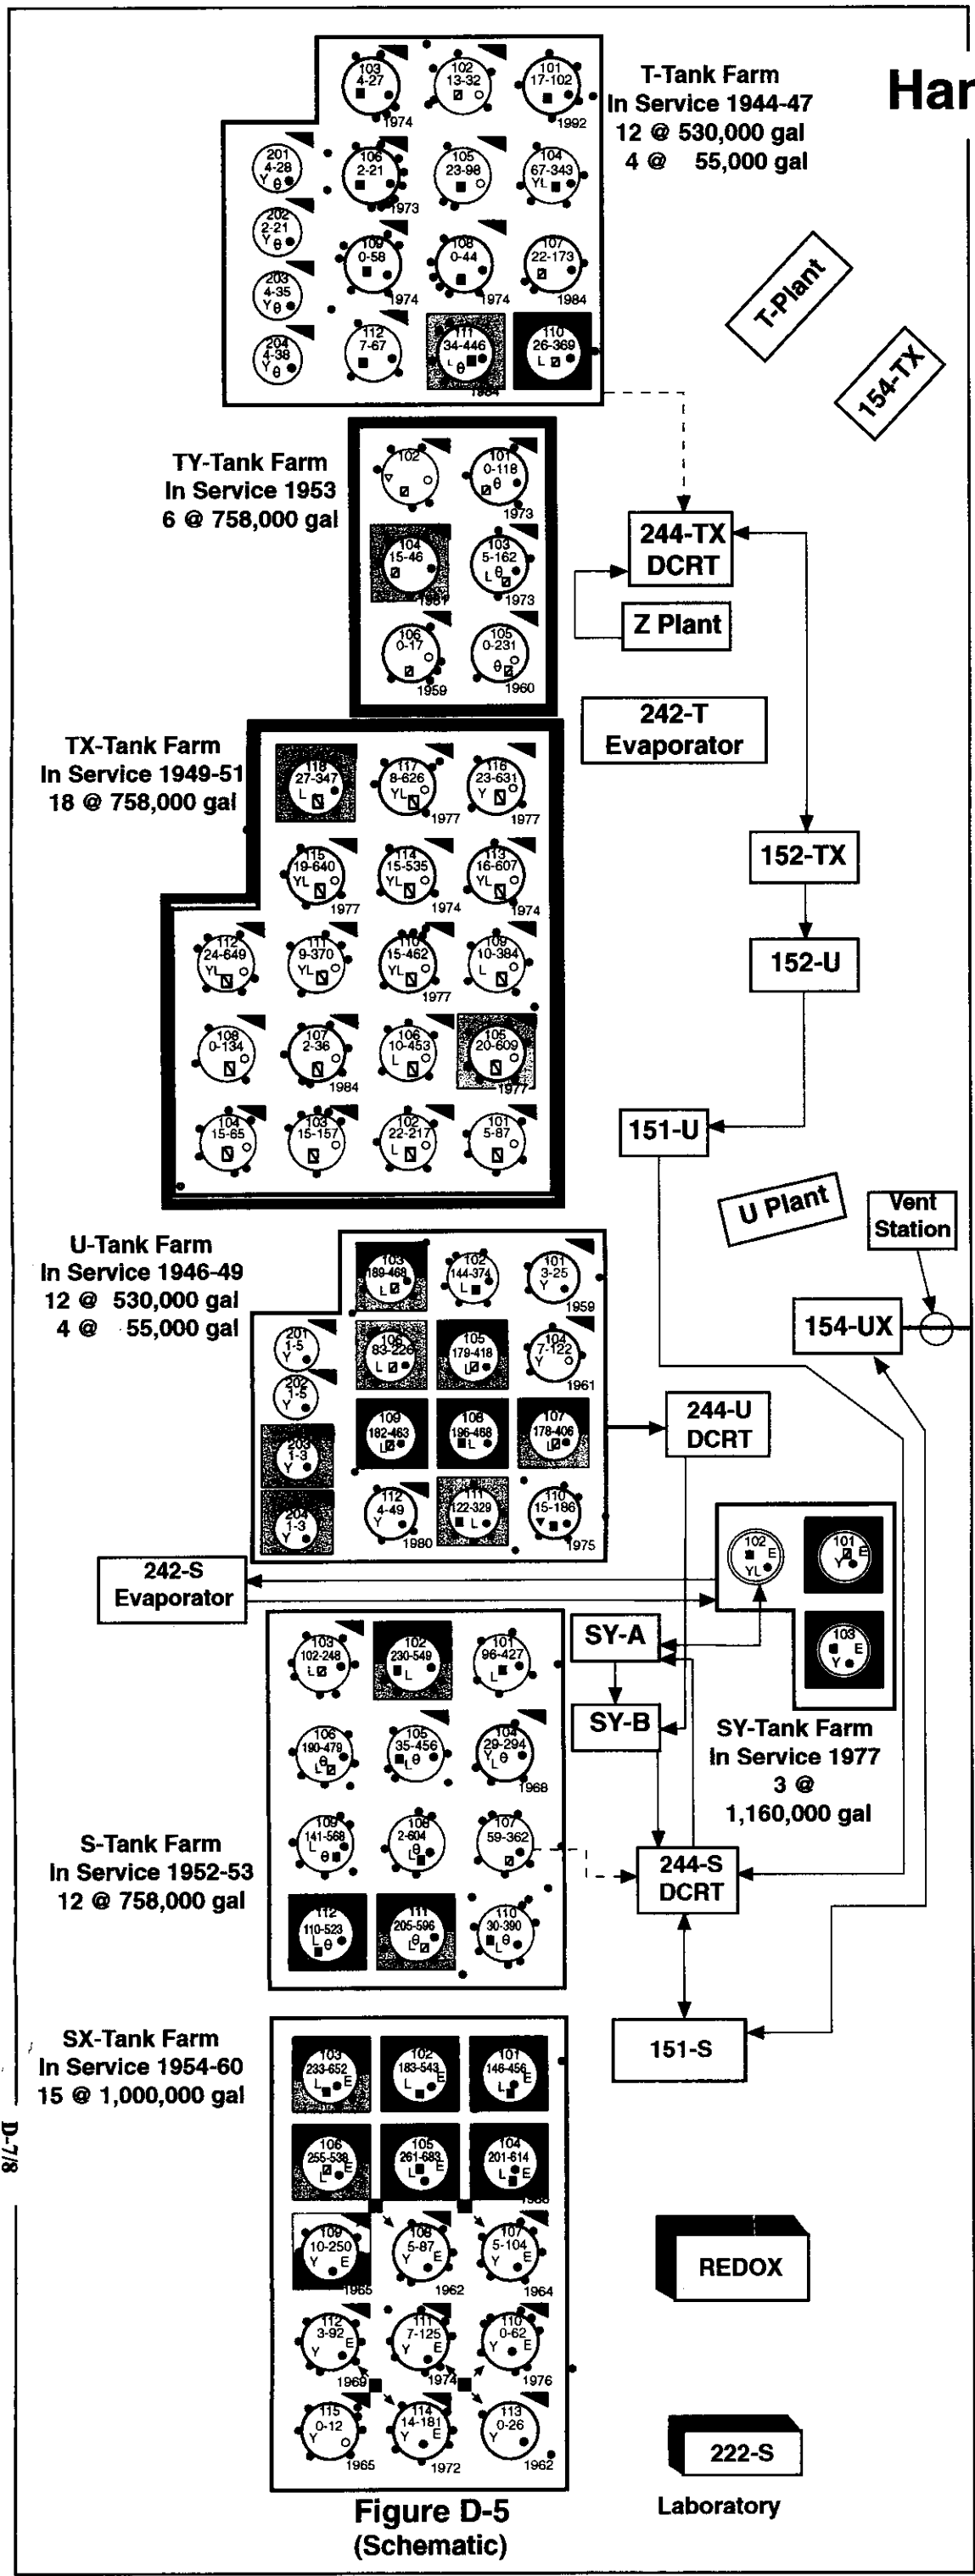 Har
T-Tank Farm
In Service 1944-47
12 @ 530,000 gal
4 @ 55,000 gal
103
4-27
1974
102
13-32
101
17-102
1992
201
4-28
Y θ
106
2-21
1973
105
23-98
104
67-343
YL
202
2-21
Y θ
109
0-58
1974
108
0-44
1974
107
22-173
1984
203
4-35
Y θ
204
4-38
Y θ
112
7-67
111
34-446
L θ
1984
110
26-369
L
T-Plant
154-TX
TY-Tank Farm
In Service 1953
6 @ 758,000 gal
102
101
0-118
θ
1973
104
15-46
1981
103
5-162
L θ
1973
106
0-17
1959
105
0-231
θ
1960
244-TX
DCRT
Z Plant
242-T
Evaporator
TX-Tank Farm
In Service 1949-51
18 @ 758,000 gal
118
27-347
L
117
8-626
YL
1977
116
23-631
Y
1977
115
19-640
YL
1977
114
15-535
YL
1974
113
16-607
YL
1974
112
24-649
YL
111
9-370
YL
110
15-462
YL
1977
109
10-384
L
108
0-134
107
2-36
1984
106
10-453
L
105
20-609
1977
104
15-65
103
15-157
102
22-217
L
101
5-87
152-TX
152-U
151-U
U Plant
Vent
Station
154-UX
U-Tank Farm
In Service 1946-49
12 @ 530,000 gal
4 @ 55,000 gal
103
189-468
L
102
144-374
L
101
3-25
Y
1959
201
1-5
Y
106
83-226
L
105
179-418
L
104
7-122
Y
1961
202
1-5
Y
109
182-463
L
108
196-468
L
107
178-406
L
203
1-3
Y
204
1-3
Y
112
4-49
Y
1980
111
122-329
L
110
15-186
1975
244-U
DCRT
242-S
Evaporator
102
E
YL
101
E
Y
103
E
Y
SY-A
SY-B
SY-Tank Farm
In Service 1977
3 @
1,160,000 gal
103
102-248
L
102
230-549
L
101
96-427
L
106
190-479
θ
L
105
35-456
L θ
104
29-294
Y θ
L
1968
S-Tank Farm
In Service 1952-53
12 @ 758,000 gal
109
141-568
L
θ
108
2-604
θ
L
107
59-362
112
110-523
L θ
111
205-596
θ
L
110
30-390
L θ
244-S
DCRT
151-S
SX-Tank Farm
In Service 1954-60
15 @ 1,000,000 gal
103
233-652
L E
102
183-543
L E
101
146-456
L E
106
255-538
L E
105
261-683
L E
104
201-614
L E
1988
109
10-250
Y E
1965
108
5-87
Y E
1962
107
5-104
Y E
1964
112
3-92
Y E
1969
111
7-125
Y E
1974
110
0-62
Y E
1976
115
0-12
Y
1965
114
14-181
Y E
1972
113
0-26
Y
1962
REDOX
222-S
Laboratory
Figure D-5
(Schematic)
D-7/8